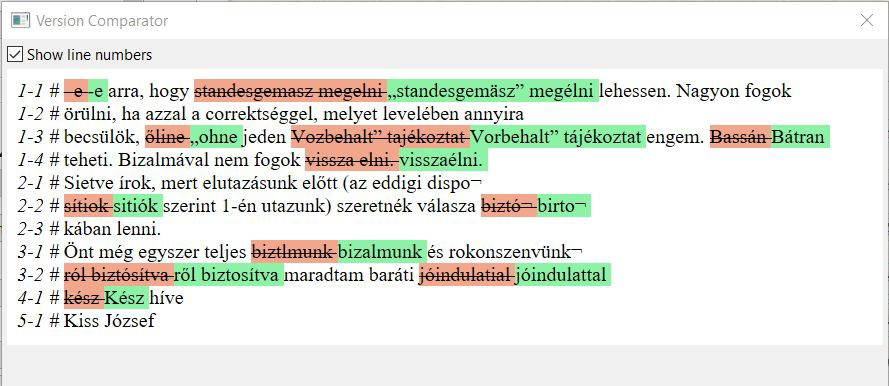 Version Comparator
Show line numbers
1-1 # -e -e arra, hogy standesgemasz megelni „standesgemäsz” megélni lehessen. Nagyon fogok
1-2 # örülni, ha azzal a correktséggel, melyet levelében annyira
1-3 # becsülök, őline „ohne jeden Vozbehalt” tajékoztat Vorbehalt” tájékoztat engem. Bassán Bátran
1-4 # teheti. Bizalmával nem fogok vissza elni. visszaélni.
2-1 # Sietve írok, mert elutazásunk előtt (az eddigi dispo¬
2-2 # sítiok sitiók szerint 1-én utazunk) szeretnék válasza biztó¬ birto¬
2-3 # kában lenni.
3-1 # Önt még egyszer teljes biztlmunk bizalmunk és rokonszenvünk¬
3-2 # ról biztósítva ről biztosítva maradtam baráti jóindulatial jóindulattal
4-1 # kész Kész híve
5-1 # Kiss József